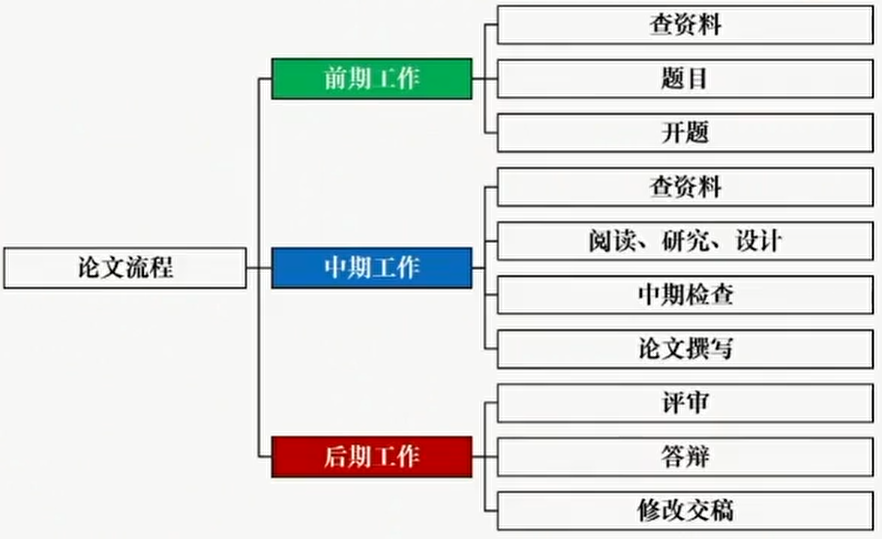 论文流程
前期工作
查资料
题目
开题
中期工作
查资料
阅读、研究、设计
中期检查
论文撰写
后期工作
评审
答辩
修改交稿